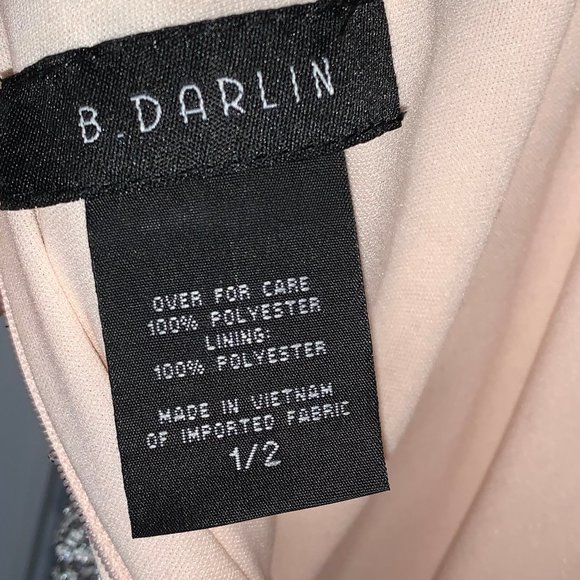 B.DARLIN
OVER FOR CARE
100% POLYESTER
LINING:
100% POLYESTER
MADE IN VIETNAM
OF IMPORTED FABRIC
1/2